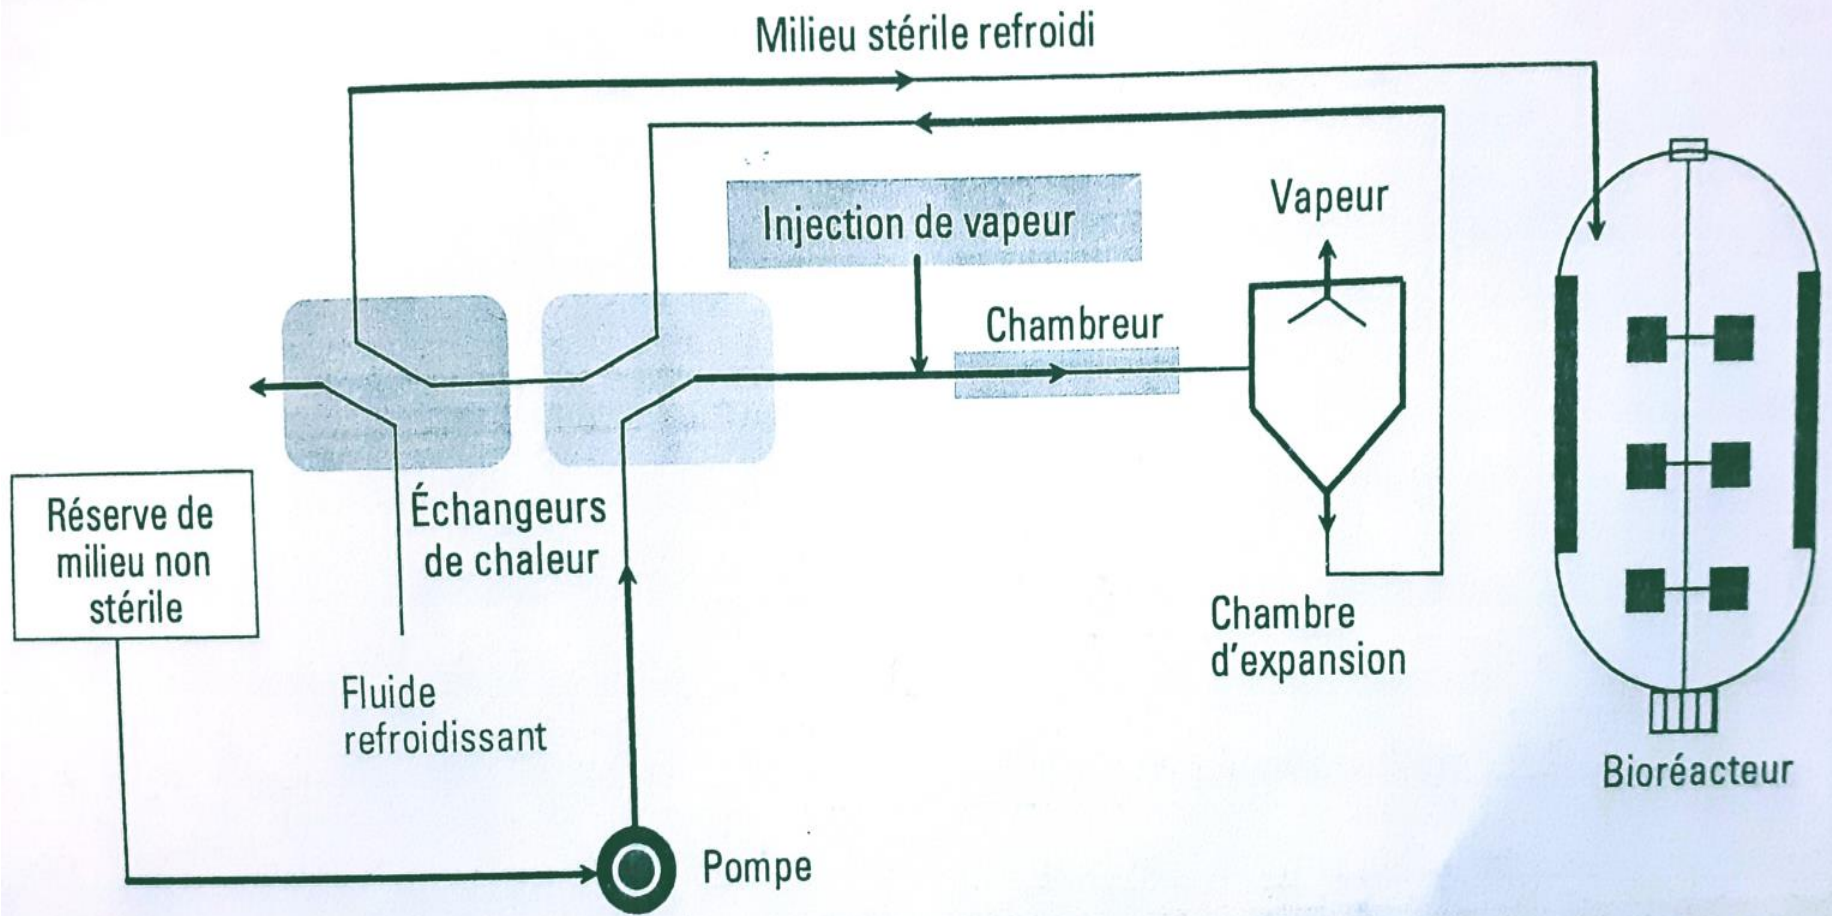 Milieu stérile refroidi
Injection de vapeur
Vapeur
Chambreur
Réserve de
milieu non
stérile
Échangeurs
de chaleur
Fluide
refroidissant
Chambre
d'expansion
Pompe
Bioréacteur